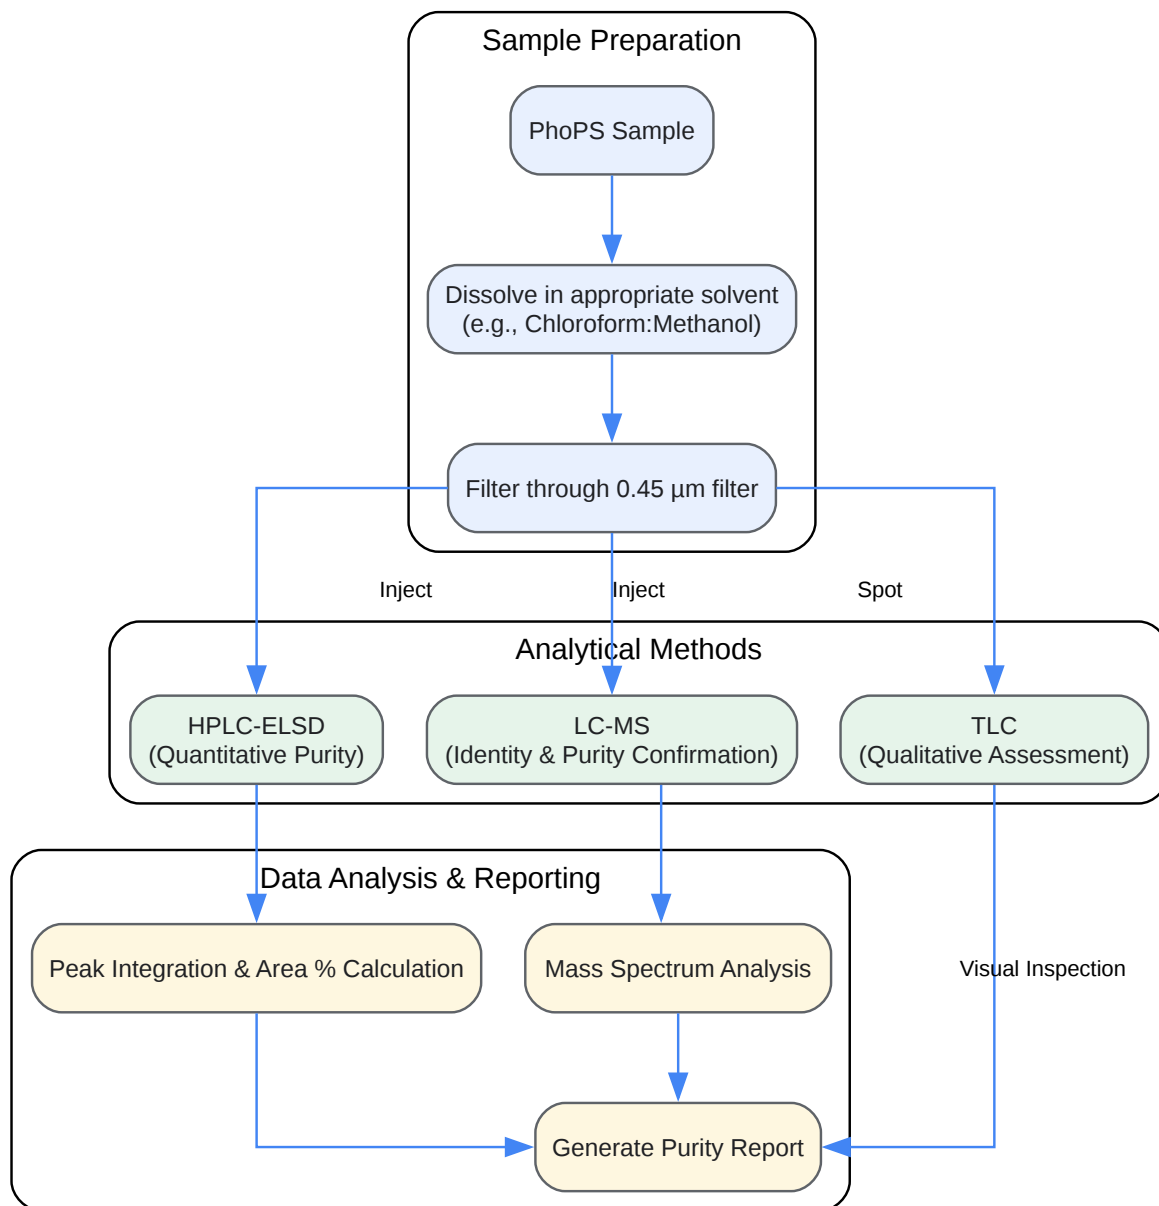 Sample Preparation
PhoPS Sample
Dissolve in appropriate solvent
(e.g., Chloroform:Methanol)
Filter through 0.45 µm filter
Inject
Inject
Spot
Analytical Methods
HPLC-ELSD
(Quantitative Purity)
LC-MS
(Identity & Purity Confirmation)
TLC
(Qualitative Assessment)
Data Analysis & Reporting
Peak Integration & Area % Calculation
Mass Spectrum Analysis
Visual Inspection
Generate Purity Report